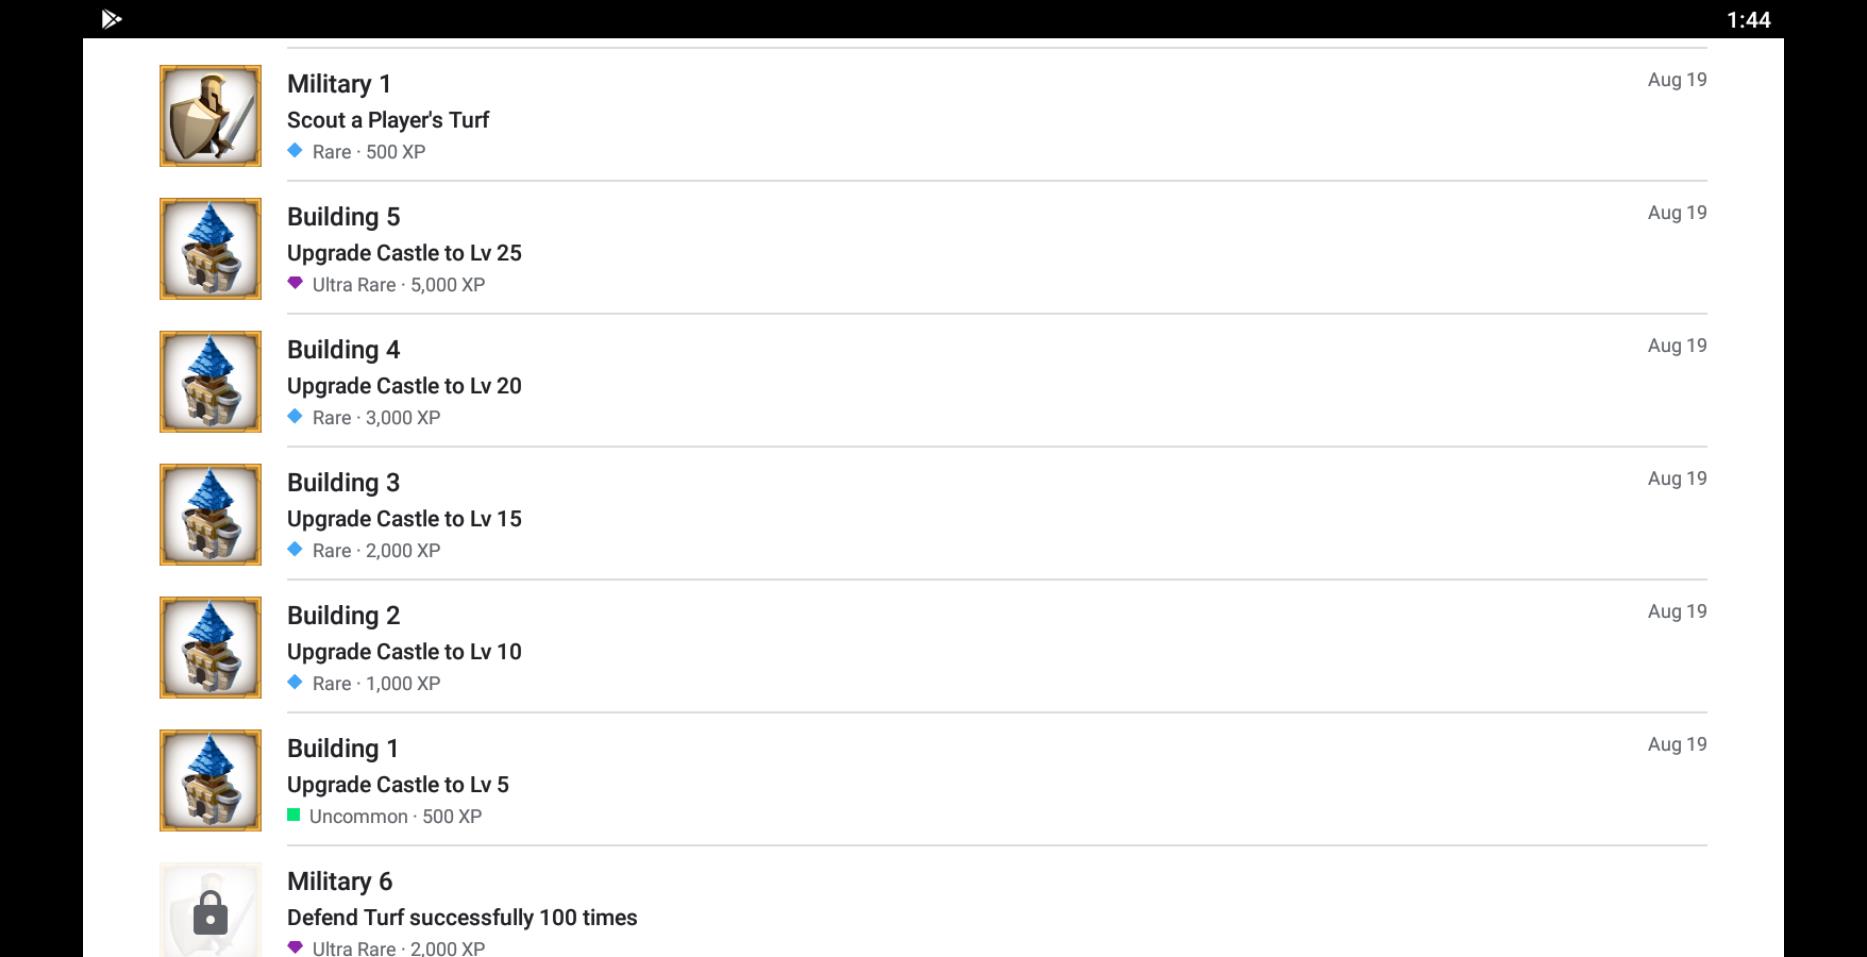 1:44
Military 1
Aug 19
Scout a Player's Turf
Rare · 500 XP
Building 5
Aug 19
Upgrade Castle to Lv 25
Ultra Rare · 5,000 XP
Building 4
Aug 19
Upgrade Castle to Lv 20
Rare · 3,000 XP
Building 3
Aug 19
Upgrade Castle to Lv 15
Rare · 2,000 XP
Building 2
Aug 19
Upgrade Castle to Lv 10
Rare · 1,000 XP
Building 1
Aug 19
Upgrade Castle to Lv 5
Uncommon · 500 XP
Military 6
Defend Turf successfully 100 times
Ultra Rare · 2,000 XP